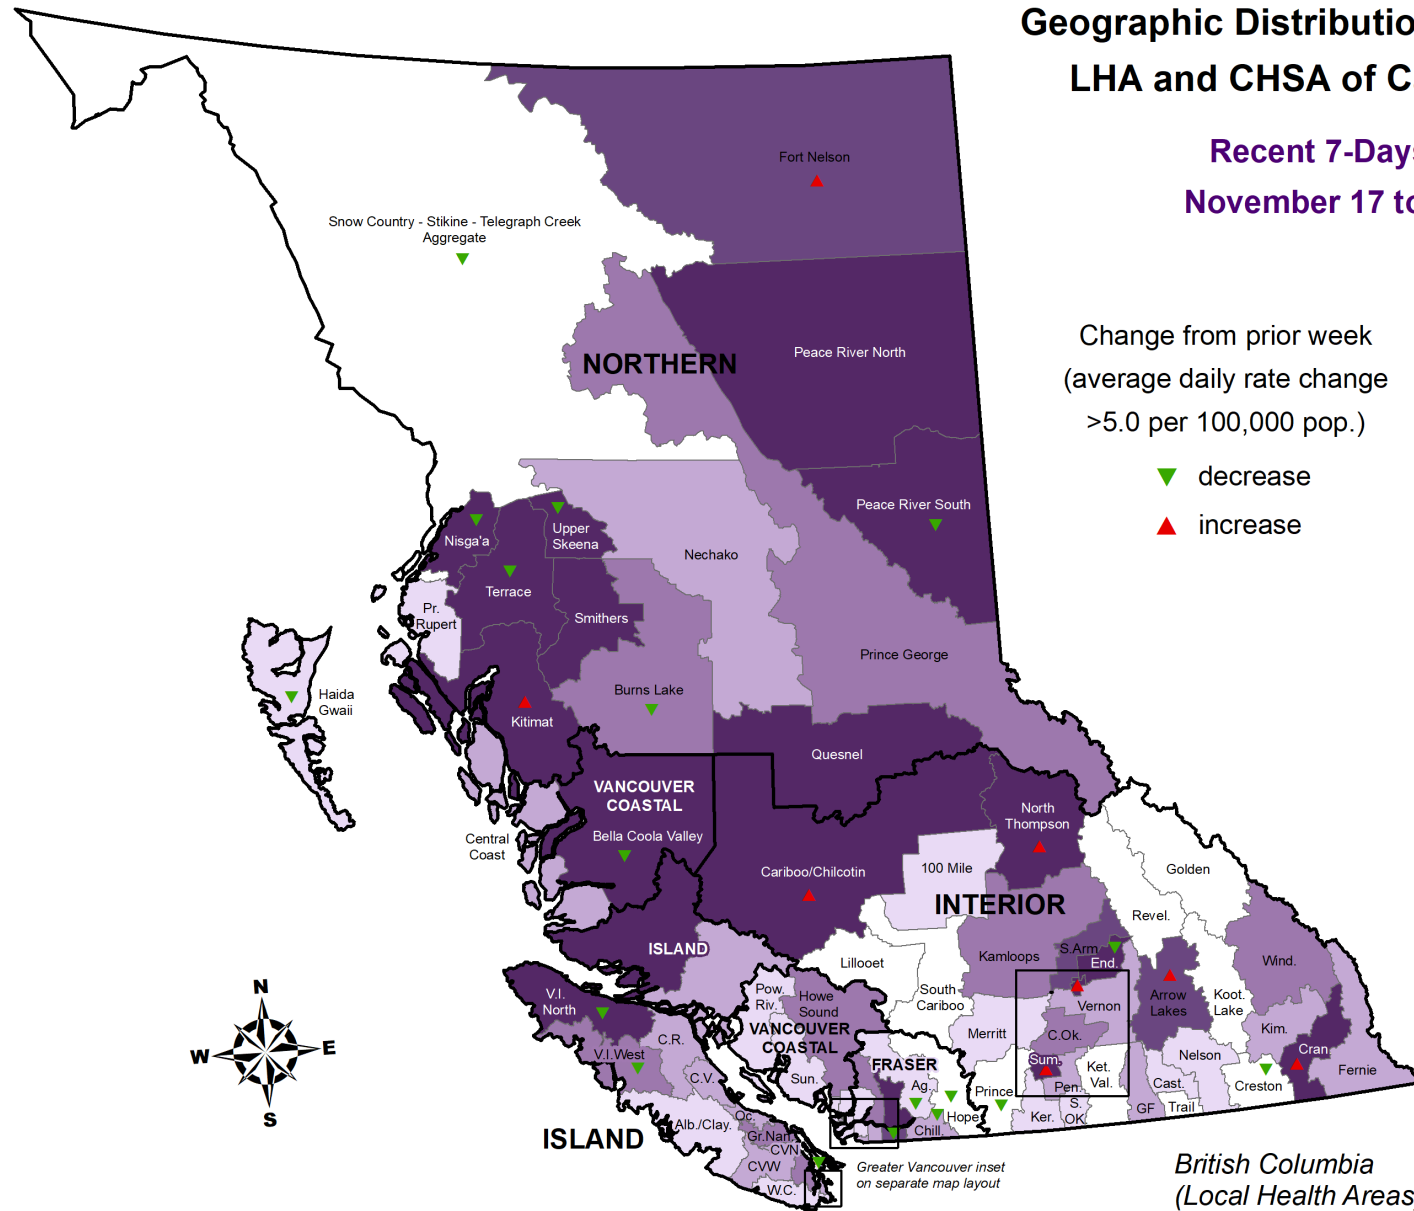 Geographic Distributio
LHA and CHSA of C
Recent 7-Days
November 17 to
Change from prior week
(average daily rate change
>5.0 per 100,000 pop.)
decrease
increase
Fort Nelson
Snow Country - Stikine - Telegraph Creek
Aggregate
NORTHERN
Peace River North
Peace River South
Nisga'a
Upper
Skeena
Nechako
Terrace
Pr.
Rupert
Smithers
Prince George
Haida
Gwaii
Burns Lake
Kitimat
Quesnel
VANCOUVER
COASTAL
Bella Coola Valley
Central
Coast
North
Thompson
Cariboo/Chilcotin
100 Mile
Golden
INTERIOR
Revel.
ISLAND
Lillooet
Kamloops
S.Arm
End.
Wind.
V.I.
North
Pow.
Riv.
Howe
Sound
South
Cariboo
Vernon
Arrow
Lakes
Koot.
Lake
N
W
E
S
C.R.
VANCOUVER
COASTAL
Merritt
C.Ok.
Kim.
V.I.West
FRASER
Sum.
Ket.
Val.
Nelson
Cran.
C.V.
Sun.
Ag.
Prince
Pen.
Cast.
Creston
Fernie
Oc.
Hope
Ker.
S.
OK
GF
Trail
Alb./Clay.
Gr.Nan.
Chill.
ISLAND
CVN
CVW
W.C.
Greater Vancouver inset
on separate map layout
British Columbia
(Local Health Areas